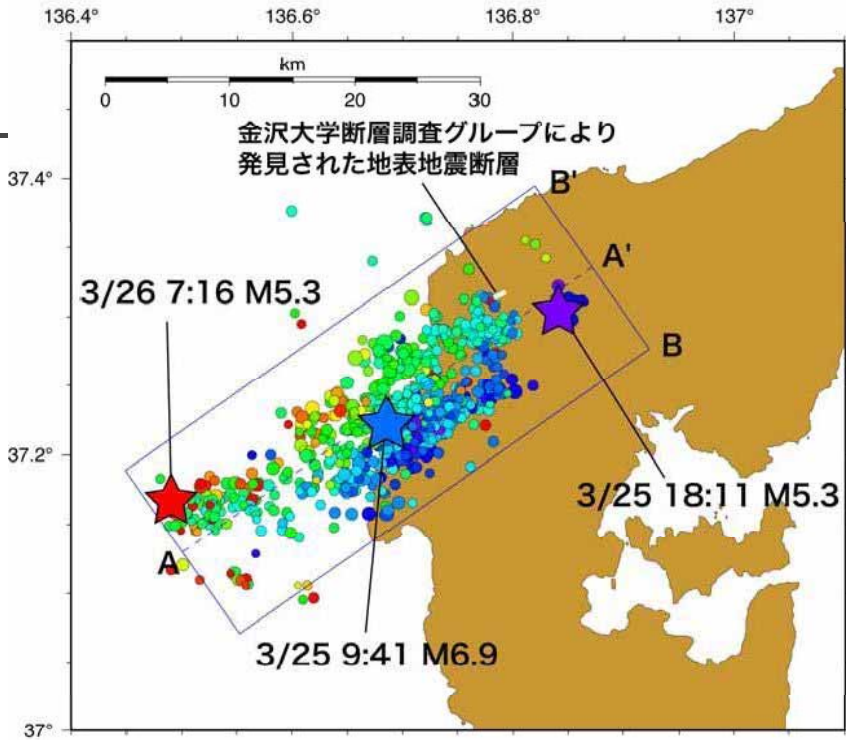 136.4° 136.6° 136.8° 137°
km
0 10 20 30
金沢大学断層調査グループにより
発見された地表地震断層
37.4°
B'
A'
3/26 7:16 M5.3
B
37.2°
3/25 18:11 M5.3
A
3/25 9:41 M6.9
37°